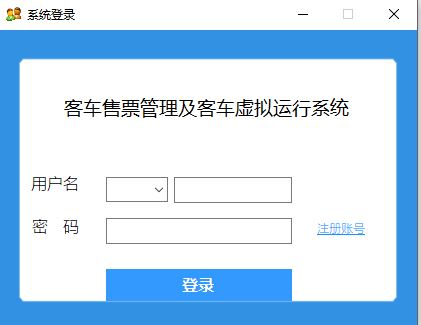 系统登录
客车售票管理及客车虚拟运行系统
用户名
密 码
注册账号
登录